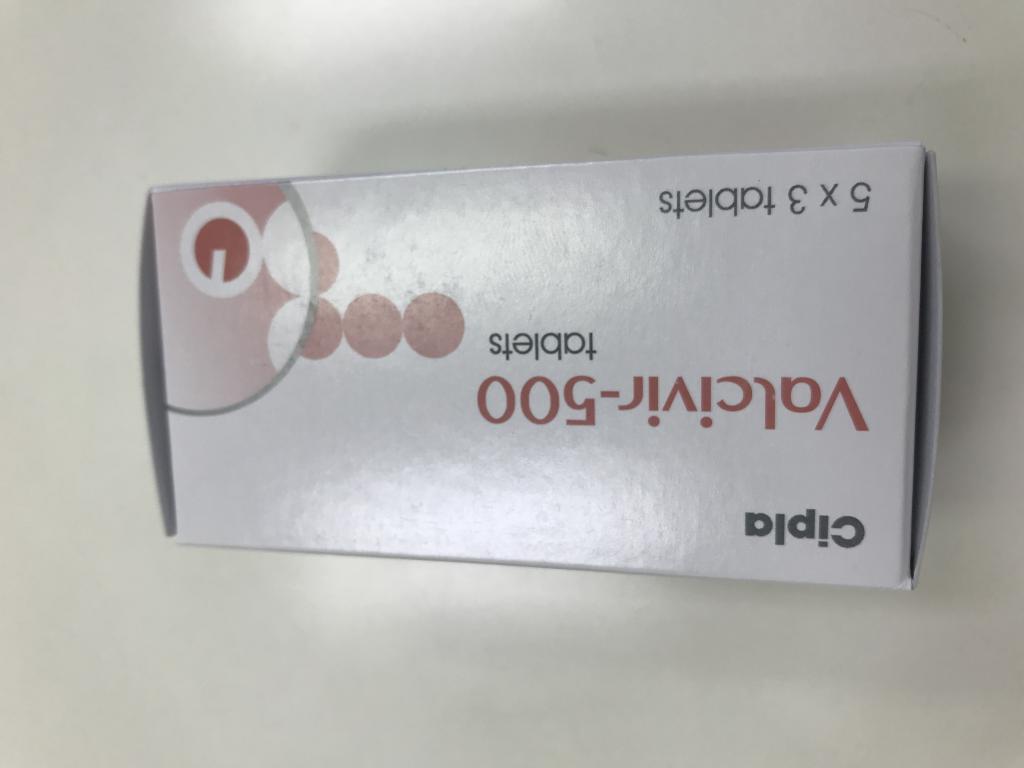 Cipla
Valcivir-500
tablets
5 x 3 tablets